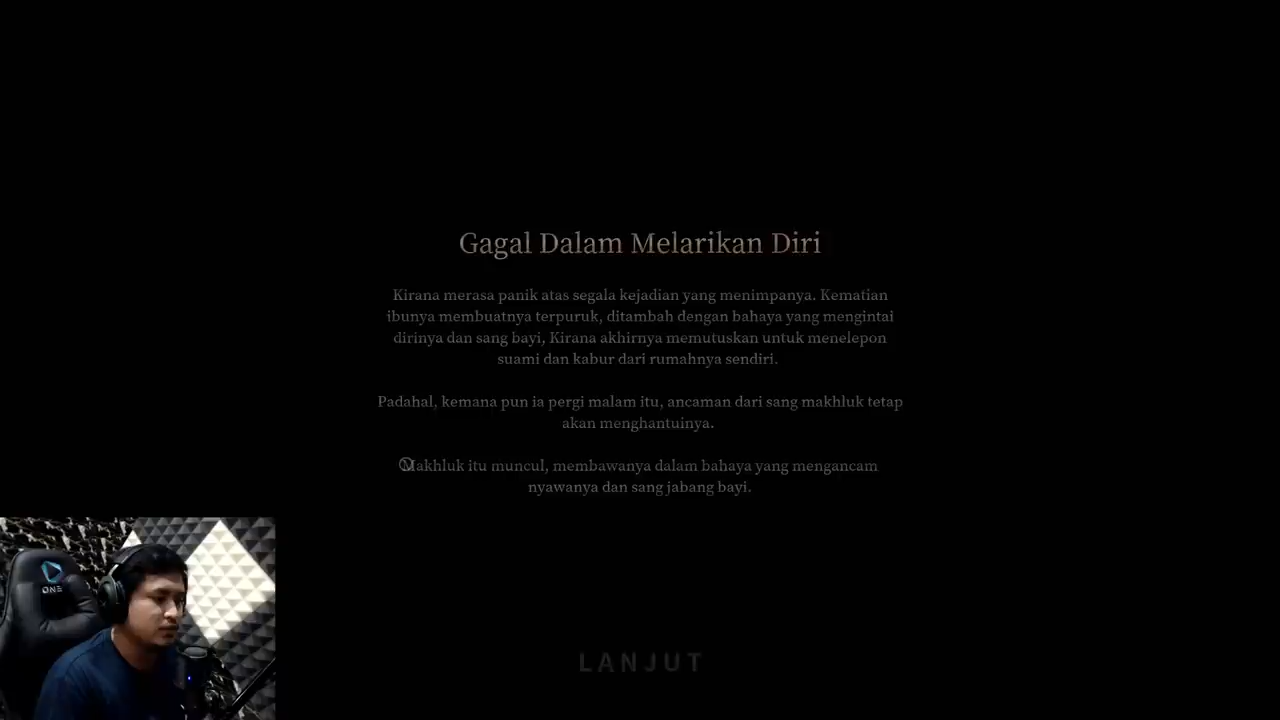 Gagal Dalam Melarikan Diri
Kirana merasa panik atas segala kejadian yang menimpanya. Kematian
ibunya membuatnya terpuruk, ditambah dengan bahaya yang mengintai
dirinya dan sang bayi, Kirana akhirnya memutuskan untuk menelepon
suami dan kabur dari rumahnya sendiri.
Padahal, kemana pun ia pergi malam itu, ancaman dari sang makhluk tetap
akan menghantuinya.
Makhluk itu muncul, membawanya dalam bahaya yang mengancam
nyawanya dan sang jabang bayi.
ONE
LANJUT